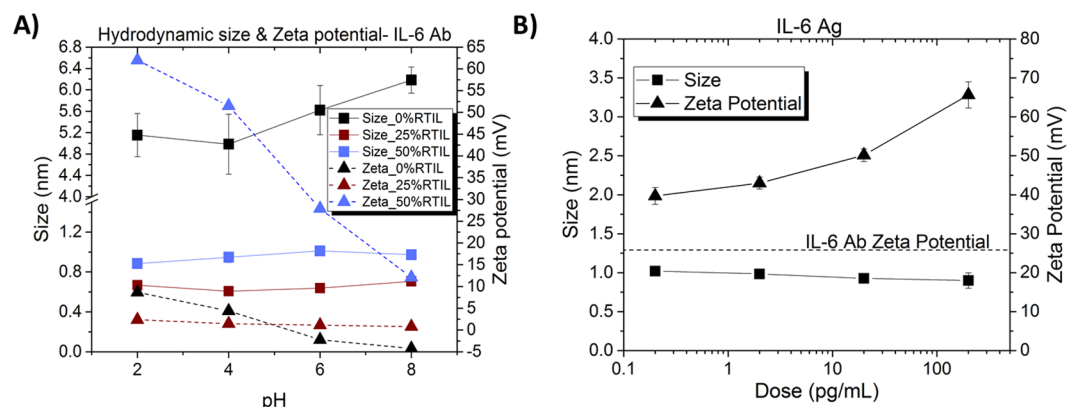 A)
Hydrodynamic size & Zeta potential- IL-6 Ab
Size (nm)
6.8
6.4
6.0
5.6
5.2
4.8
4.4
4.0
1.2
0.8
0.4
0.0
2
4
6
8
pH
65
60
55
50
45
40
35
30
25
20
15
10
5
0
-5
Zeta potential (mV)
Size_0%RTIL
Size_25%RTIL
Size_50%RTIL
Zeta_0%RTIL
Zeta_25%RTIL
Zeta_50%RTIL
B)
IL-6 Ag
Size (nm)
4.0
3.5
3.0
2.5
2.0
1.5
1.0
0.5
0.0
0.1
1
10
100
Dose (pg/mL)
80
70
60
50
40
30
20
10
0
Zeta Potential (mV)
Size
Zeta Potential
IL-6 Ab Zeta Potential